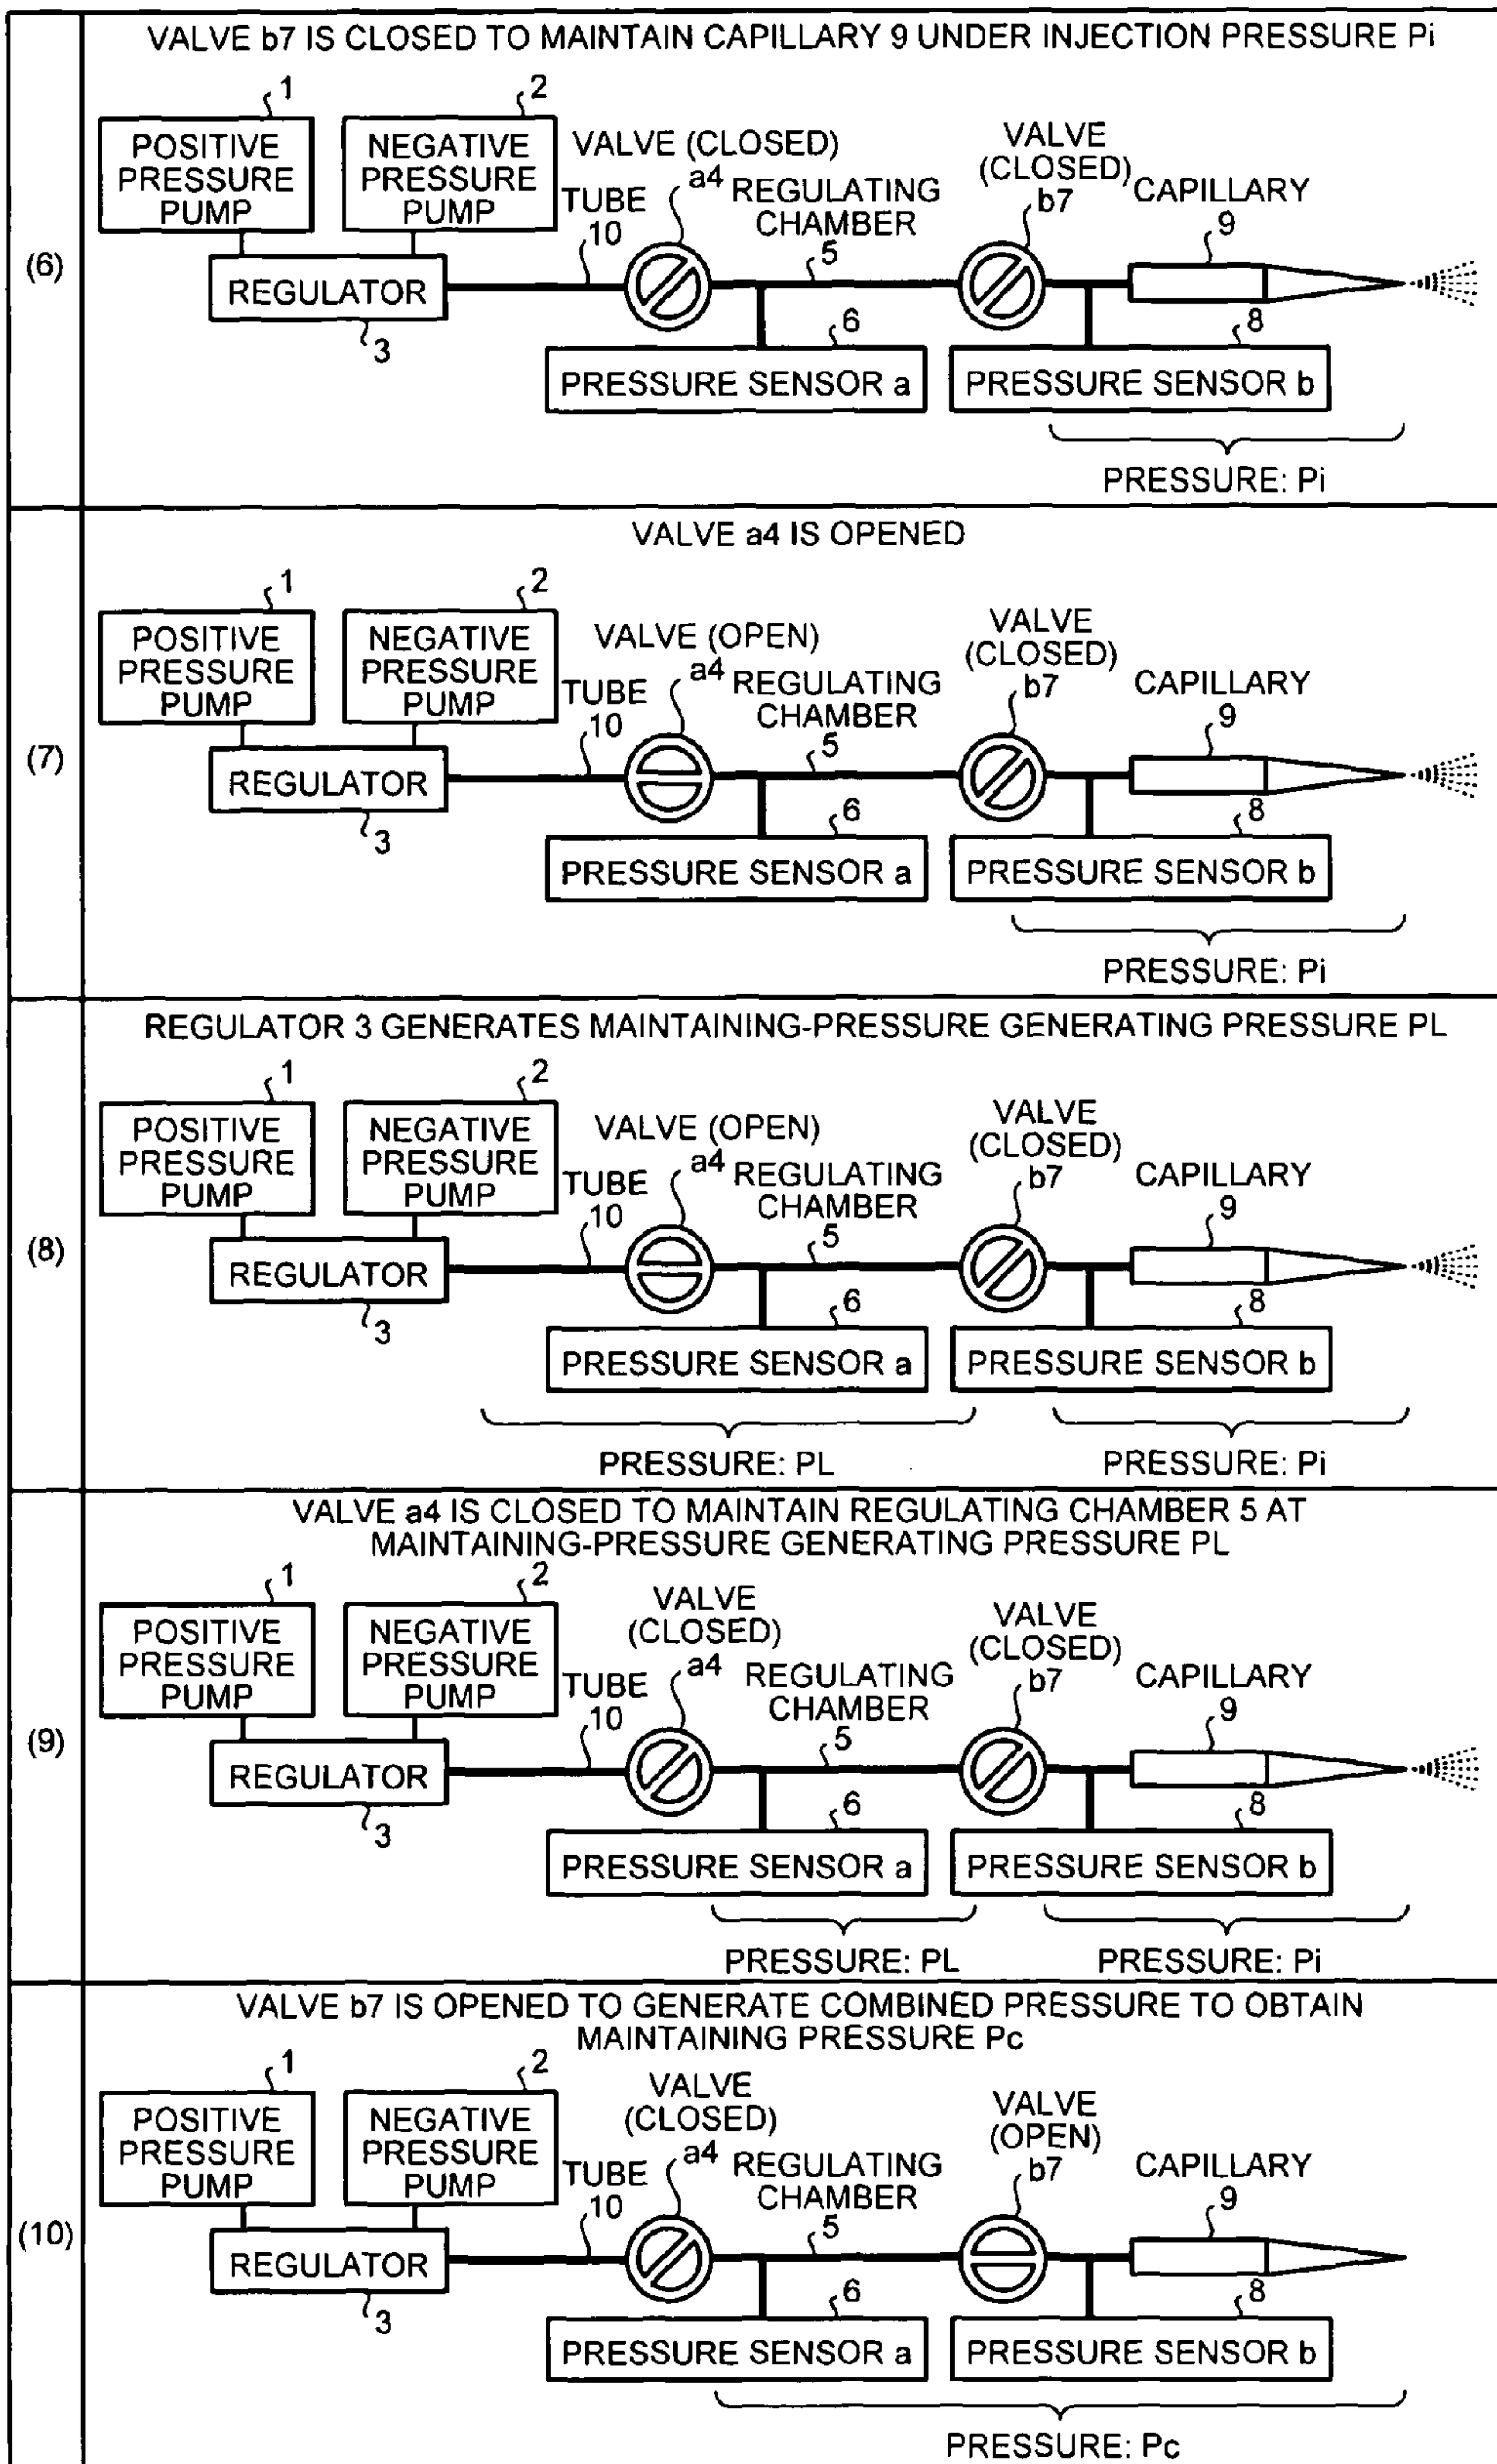 (6)
VALVE b7 IS CLOSED TO MAINTAIN CAPILLARY 9 UNDER INJECTION PRESSURE Pi
1
2
POSITIVE
PRESSURE
PUMP
NEGATIVE
PRESSURE
PUMP
REGULATOR
3
TUBE
10
VALVE (CLOSED)
a4
REGULATING
CHAMBER
5
VALVE
(CLOSED)
b7
CAPILLARY
9
6
PRESSURE SENSOR a
8
PRESSURE SENSOR b
PRESSURE: Pi
(7)
VALVE a4 IS OPENED
1
2
POSITIVE
PRESSURE
PUMP
NEGATIVE
PRESSURE
PUMP
REGULATOR
3
TUBE
10
VALVE (OPEN)
a4
REGULATING
CHAMBER
5
VALVE
(CLOSED)
b7
CAPILLARY
9
6
PRESSURE SENSOR a
8
PRESSURE SENSOR b
PRESSURE: Pi
(8)
REGULATOR 3 GENERATES MAINTAINING-PRESSURE GENERATING PRESSURE PL
1
2
POSITIVE
PRESSURE
PUMP
NEGATIVE
PRESSURE
PUMP
REGULATOR
3
TUBE
10
VALVE (OPEN)
a4
REGULATING
CHAMBER
5
VALVE
(CLOSED)
b7
CAPILLARY
9
6
PRESSURE SENSOR a
8
PRESSURE SENSOR b
PRESSURE: PL
PRESSURE: Pi
(9)
VALVE a4 IS CLOSED TO MAINTAIN REGULATING CHAMBER 5 AT
MAINTAINING-PRESSURE GENERATING PRESSURE PL
1
2
POSITIVE
PRESSURE
PUMP
NEGATIVE
PRESSURE
PUMP
REGULATOR
3
TUBE
10
VALVE
(CLOSED)
a4
REGULATING
CHAMBER
5
VALVE
(CLOSED)
b7
CAPILLARY
9
6
PRESSURE SENSOR a
8
PRESSURE SENSOR b
PRESSURE: PL
PRESSURE: Pi
(10)
VALVE b7 IS OPENED TO GENERATE COMBINED PRESSURE TO OBTAIN
MAINTAINING PRESSURE Pc
1
2
POSITIVE
PRESSURE
PUMP
NEGATIVE
PRESSURE
PUMP
REGULATOR
3
TUBE
10
VALVE
(CLOSED)
a4
REGULATING
CHAMBER
5
VALVE
(OPEN)
b7
CAPILLARY
9
6
PRESSURE SENSOR a
8
PRESSURE SENSOR b
PRESSURE: Pc